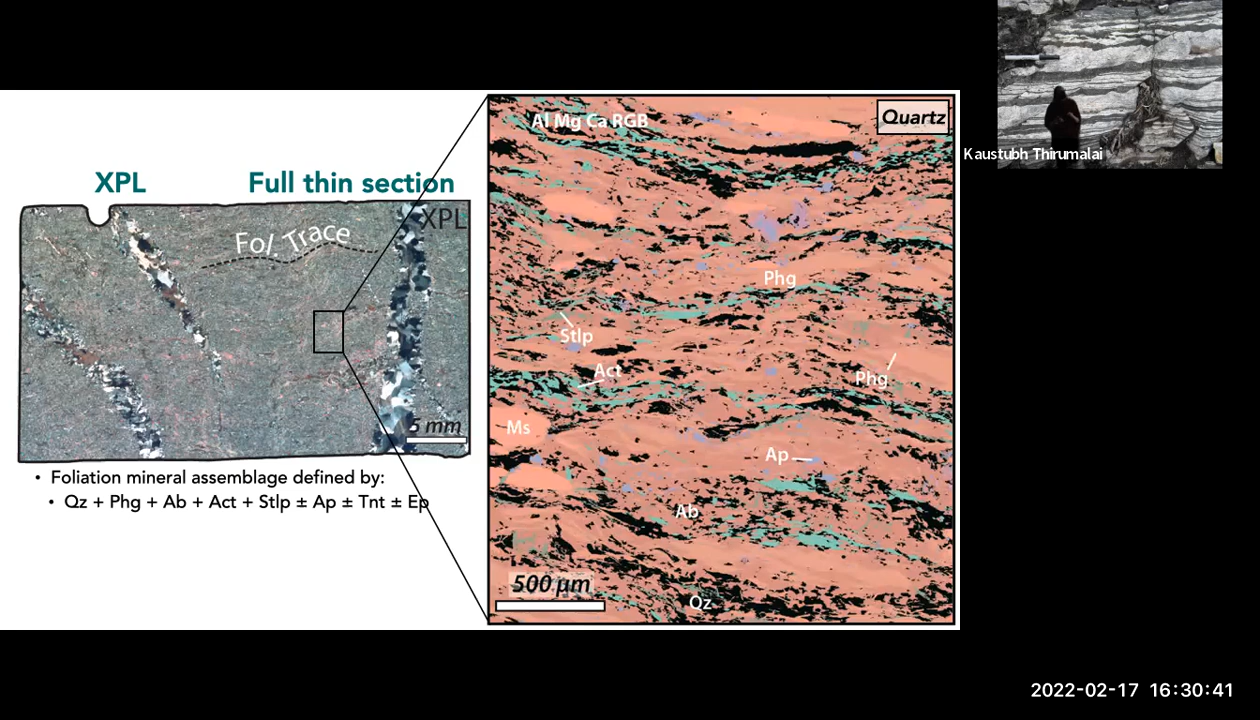 XPL
Full thin section
XPL
Fol. Trace
5 mm
• Foliation mineral assemblage defined by:
• Qz + Phg + Ab + Act + Stlp ± Ap ± Tnt ± Ep
Al Mg Ca RGB
Quartz
Phg
Stlp
Act
Phg
Ms
Ap
Ab
500 µm
Qz
Kaustubh Thirumalai
2022-02-17 16:30:41